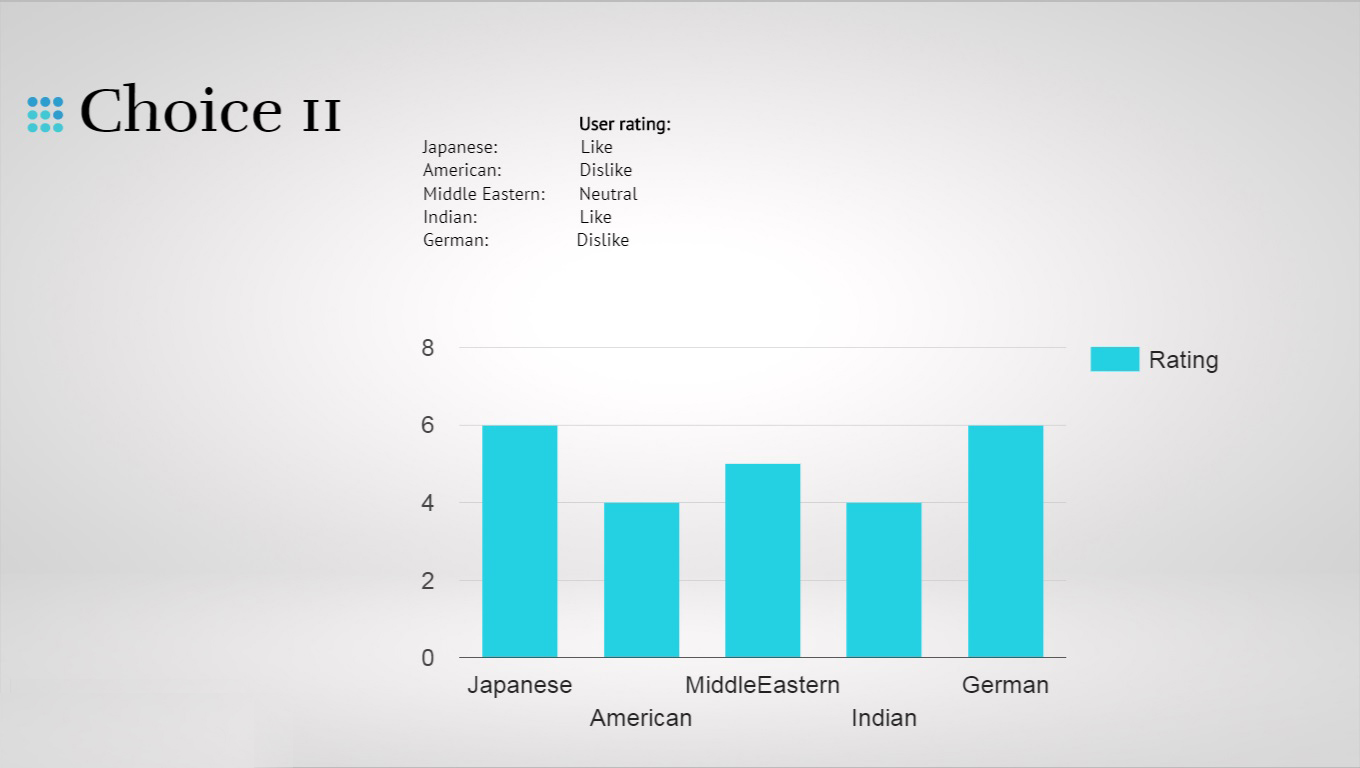 Choice II
User rating:
Japanese: Like
American: Dislike
Middle Eastern: Neutral
Indian: Like
German: Dislike
8
Rating
6
4
2
0
Japanese MiddleEastern German
American Indian